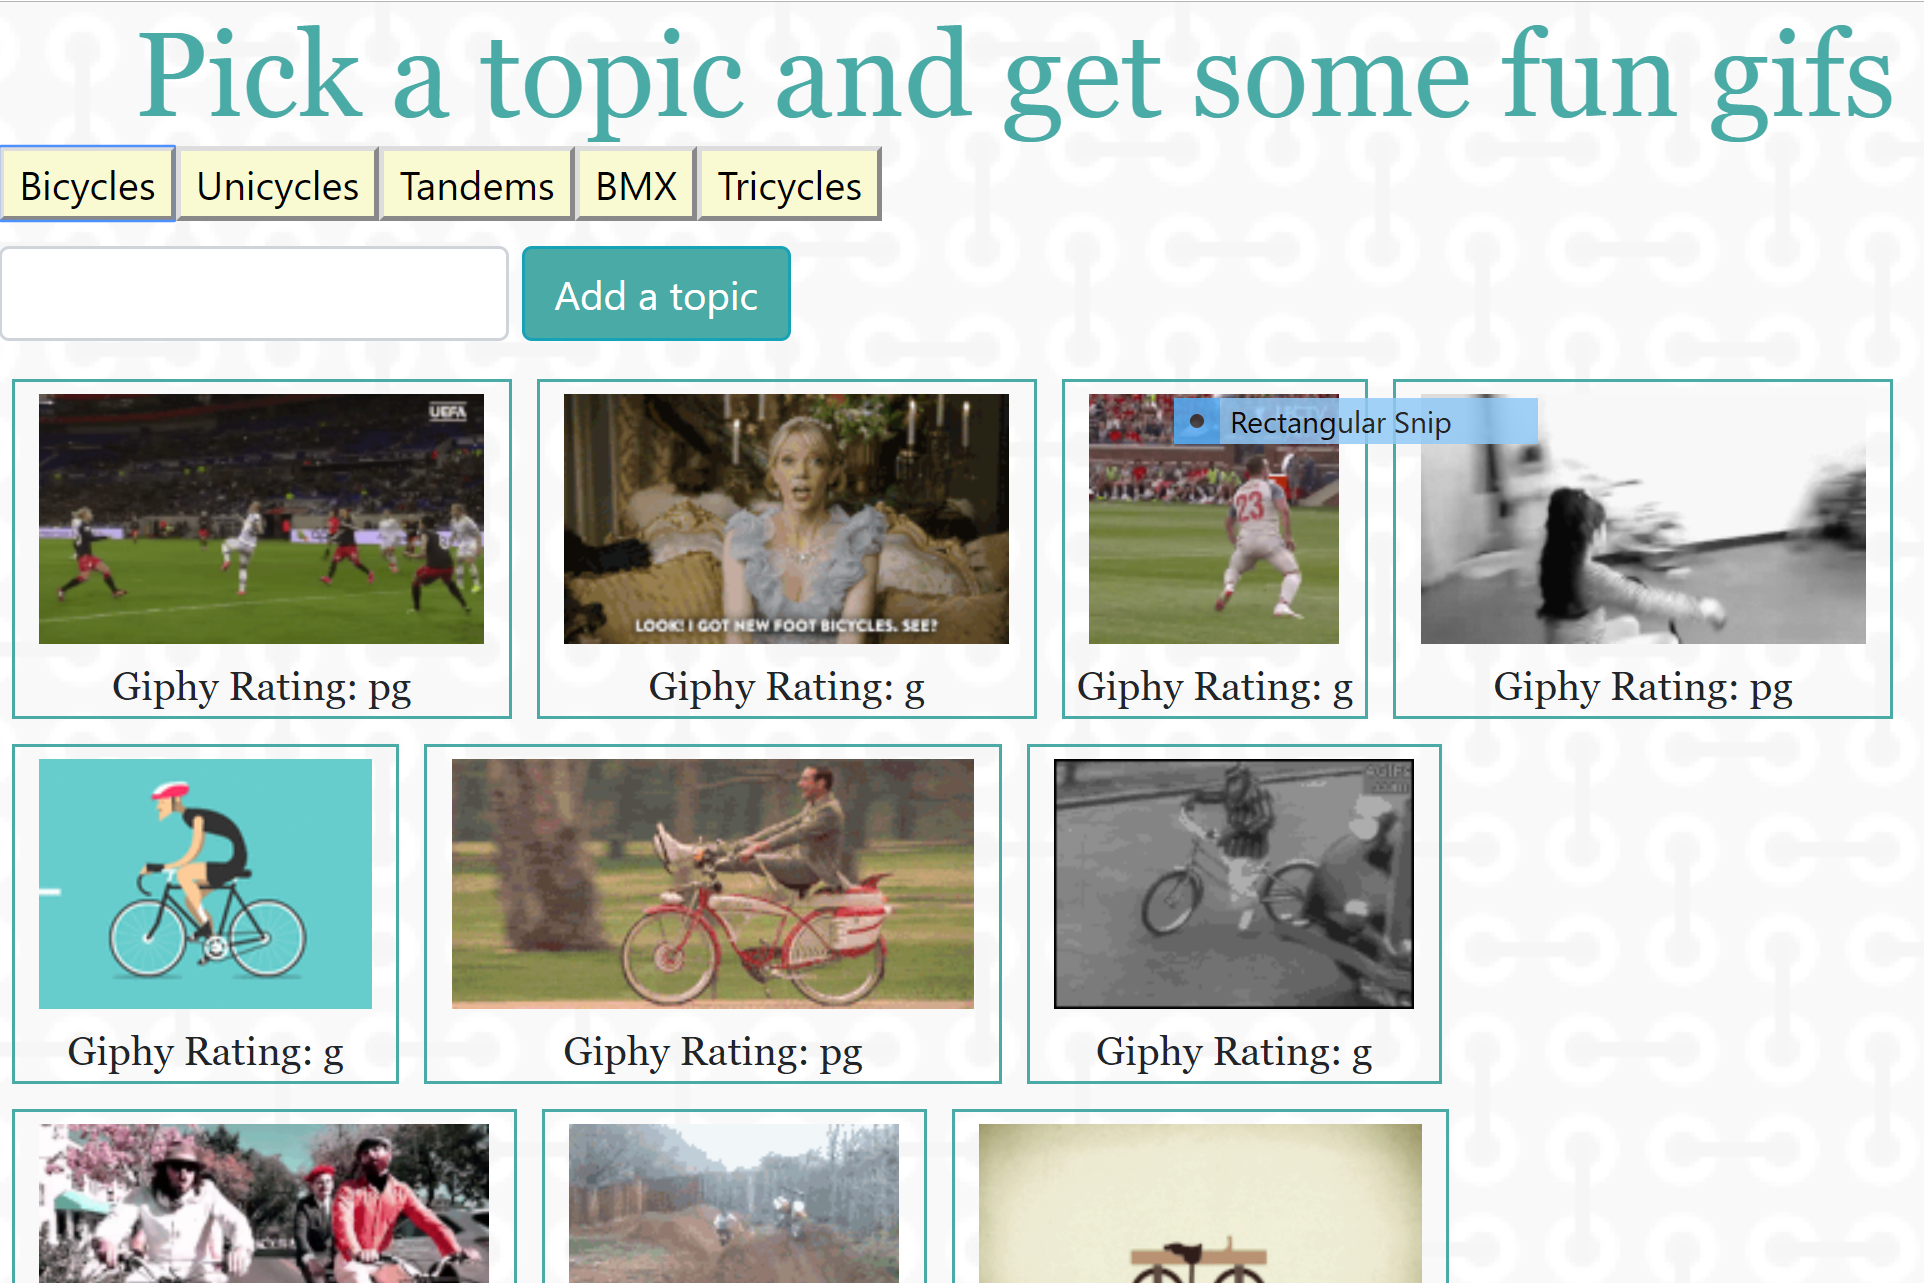 Pick a topic and get some fun gifs
Bicycles Unicycles Tandems BMX Tricycles
Add a topic
UEFA
LOOK! I GOT NEW FOOT BICYCLES. SEE?
Rectangular Snip
23
Giphy Rating: pg
Giphy Rating: g
Giphy Rating: g
Giphy Rating: pg
Giphy Rating: g
Giphy Rating: pg
Giphy Rating: g